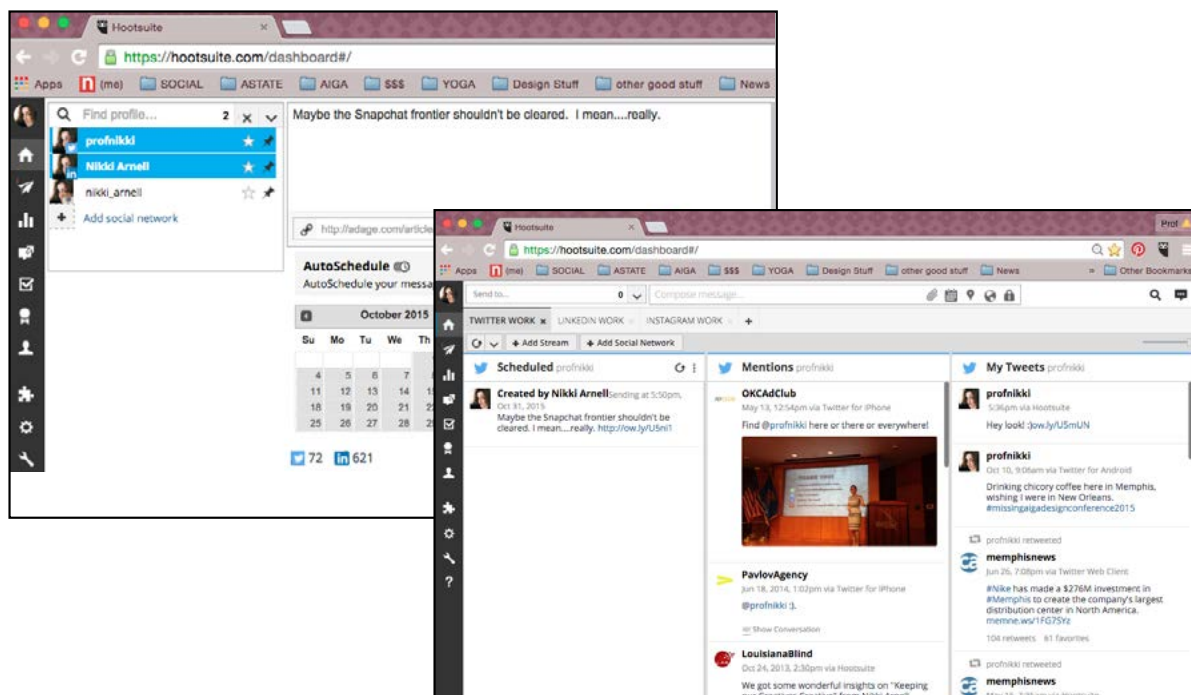 Hootsuite
https://hootsuite.com/dashboard#/
Apps (me) SOCIAL ASTATE AIGA $$$ YOGA Design Stuff other good stuff News
Find profile... 2
profnikki
Nikki Arnell
nikki_arnell
Add social network
Maybe the Snapchat frontier shouldn't be cleared. I mean....really.
http://adage.com/article
AutoSchedule
AutoSchedule your messa
October 2015
Su Mo Tu We Th
4 5 6 7
11 12 13 14
18 19 20 21
25 26 27 28
72 in 621
Hootsuite
Prof
https://hootsuite.com/dashboard#/
Apps (me) SOCIAL ASTATE AIGA $$$ YOGA Design Stuff other good stuff News » Other Bookmarks
Send to... 0 Compose message...
TWITTER WORK LINKEDIN WORK INSTAGRAM WORK +
+ Add Stream + Add Social Network
Scheduled profnikki
Created by Nikki Arnell Sending at 5:50pm,
Oct 31, 2015
Maybe the Snapchat frontier shouldn't be
cleared. I mean....really. http://ow.ly/U5ni1
Mentions profnikki
OKCAdClub
May 13, 12:54pm via Twitter for iPhone
Find @profnikki here or there or everywhere!
PavlovAgency
Jun 18, 2014, 1:02pm via Twitter for iPhone
@profnikki :).
Show Conversation
LouisianaBlind
Oct 24, 2013, 2:30pm via Hootsuite
We got some wonderful insights on "Keeping
My Tweets profnikki
profnikki
5:36pm via Hootsuite
Hey look! :)ow.ly/U5mUN
profnikki
Oct 10, 9:06am via Twitter for Android
Drinking chicory coffee here in Memphis,
wishing I were in New Orleans.
#missingaigadesignconference2015
profnikki retweeted
memphisnews
Jun 26, 7:08pm via Twitter Web Client
#Nike has made a $276M investment in
#Memphis to create the company's largest
distribution center in North America.
memne.ws/1FG7SYz
104 retweets 61 favorites
profnikki retweeted
memphisnews